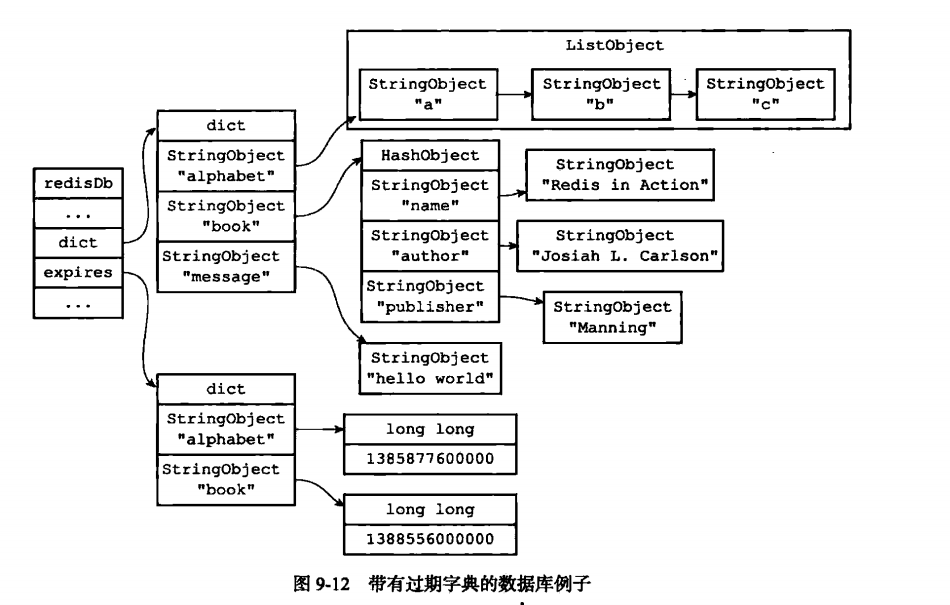 ListObject
StringObject
"a"
StringObject
"b"
StringObject
"c"
dict
StringObject
"alphabet"
StringObject
"book"
StringObject
"message"
HashObject
StringObject
"name"
StringObject
"author"
StringObject
"publisher"
StringObject
"Redis in Action"
StringObject
"Josiah L. Carlson"
StringObject
"Manning"
redisDb
...
dict
expires
...
StringObject
"hello world"
dict
StringObject
"alphabet"
StringObject
"book"
long long
1385877600000
long long
1388556000000
图 9-12 带有过期字典的数据库例子